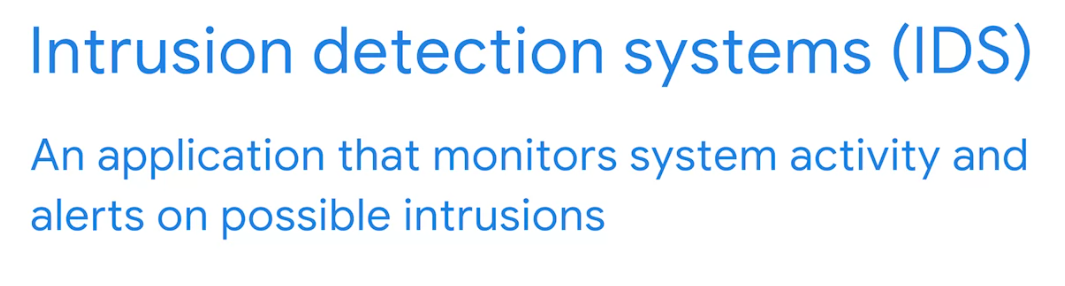 Intrusion detection systems (IDS)
An application that monitors system activity and
alerts on possible intrusions